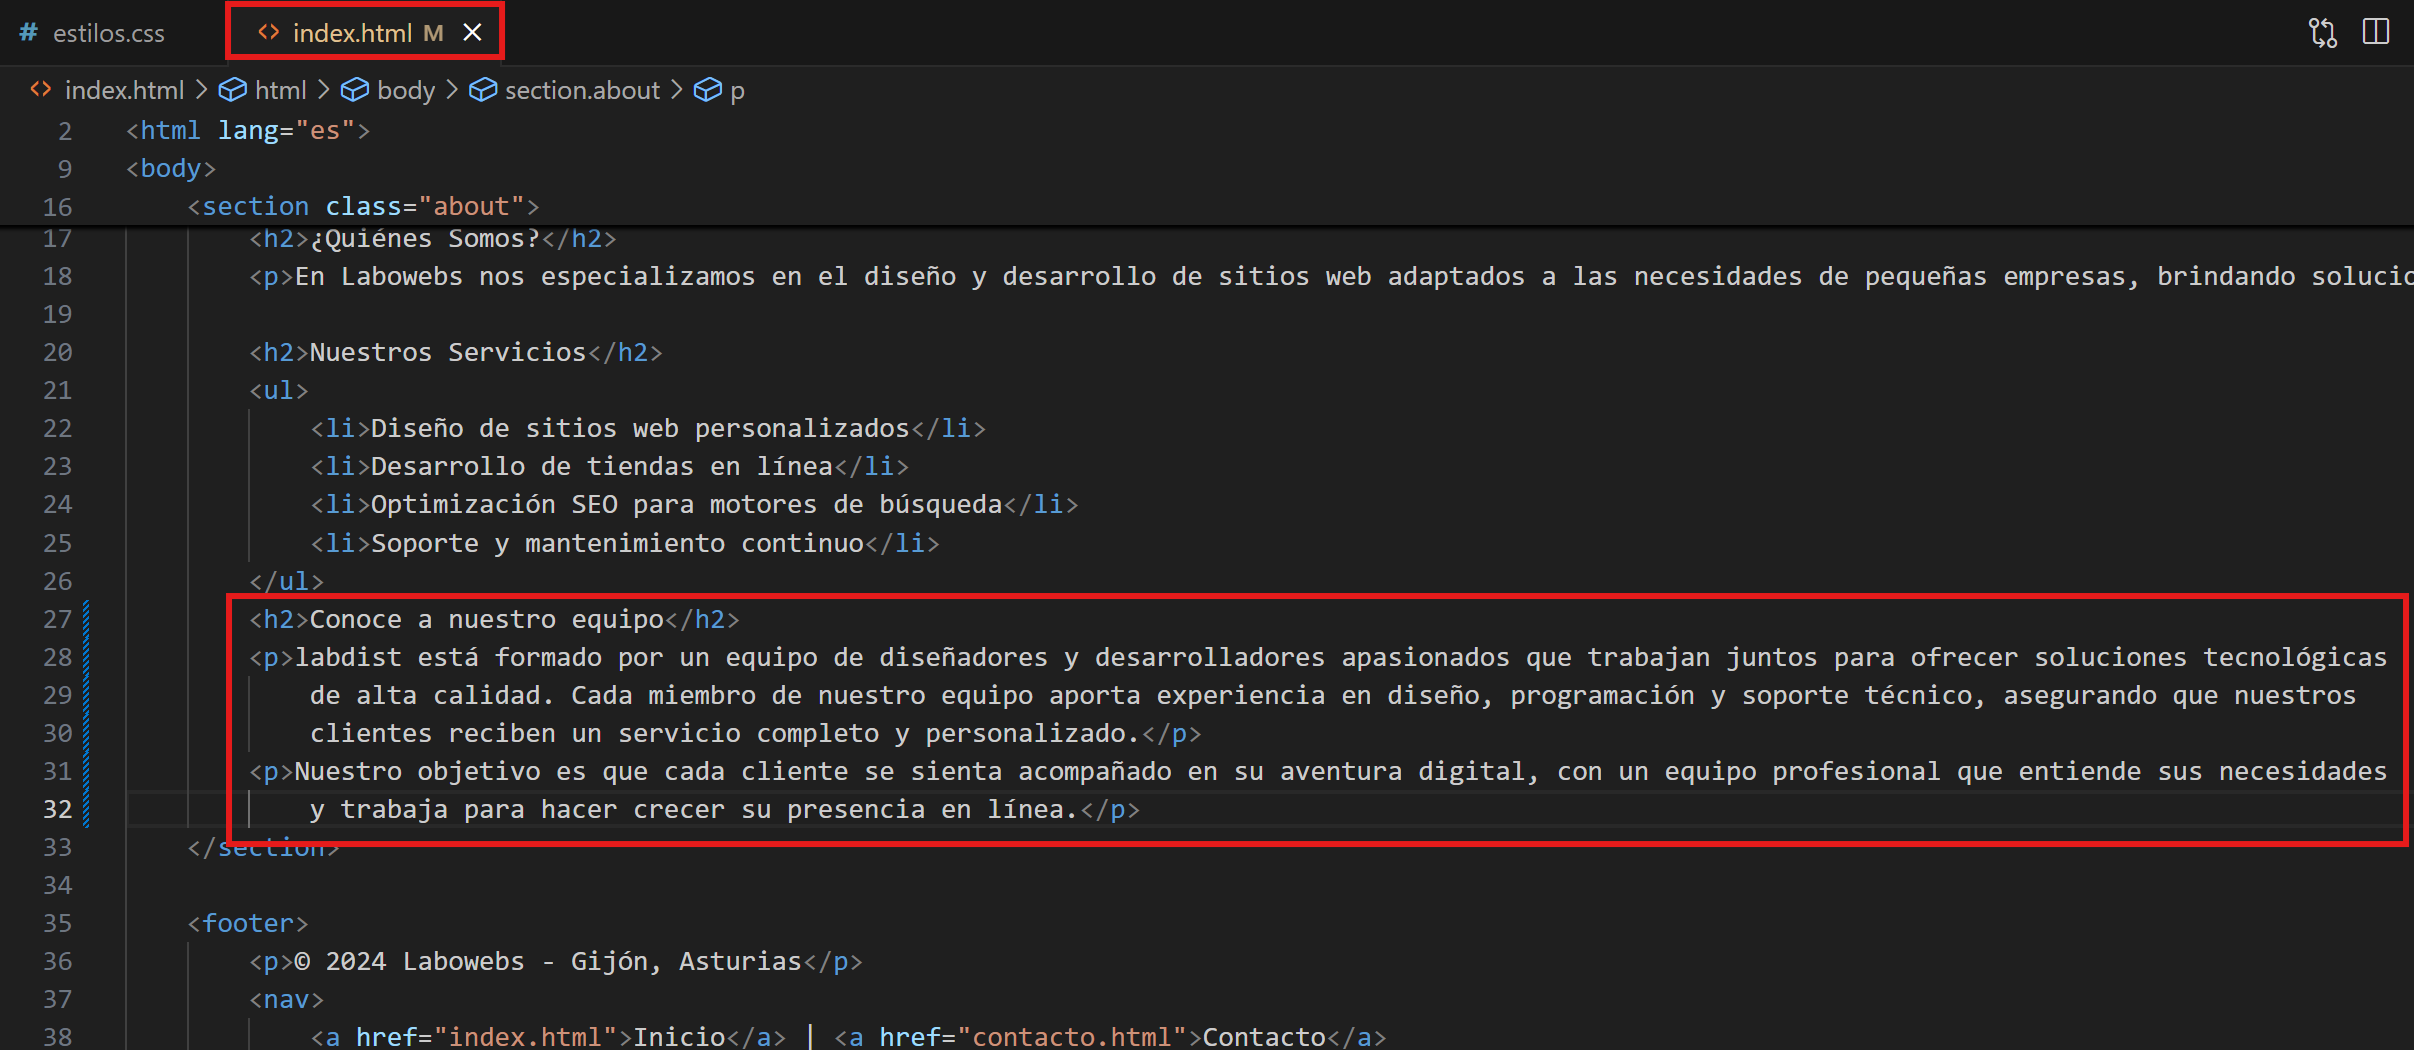 # estilos.css
<> index.html M ×
<> index.html > html > body > section.about > p
2 <html lang="es">
9 <body>
16 <section class="about">
17 <h2>¿Quiénes Somos?</h2>
18 <p>En Labowebs nos especializamos en el diseño y desarrollo de sitios web adaptados a las necesidades de pequeñas empresas, brindando solucio
19
20 <h2>Nuestros Servicios</h2>
21 <ul>
22 <li>Diseño de sitios web personalizados</li>
23 <li>Desarrollo de tiendas en línea</li>
24 <li>Optimización SEO para motores de búsqueda</li>
25 <li>Soporte y mantenimiento continuo</li>
26 </ul>
27 <h2>Conoce a nuestro equipo</h2>
28 <p>labdist está formado por un equipo de diseñadores y desarrolladores apasionados que trabajan juntos para ofrecer soluciones tecnológicas
29 de alta calidad. Cada miembro de nuestro equipo aporta experiencia en diseño, programación y soporte técnico, asegurando que nuestros
30 clientes reciben un servicio completo y personalizado.</p>
31 <p>Nuestro objetivo es que cada cliente se sienta acompañado en su aventura digital, con un equipo profesional que entiende sus necesidades
32 y trabaja para hacer crecer su presencia en línea.</p>
33 </section>
34
35 <footer>
36 <p>© 2024 Labowebs - Gijón, Asturias</p>
37 <nav>
38 <a href="index.html">Inicio</a> | <a href="contacto.html">Contacto</a>